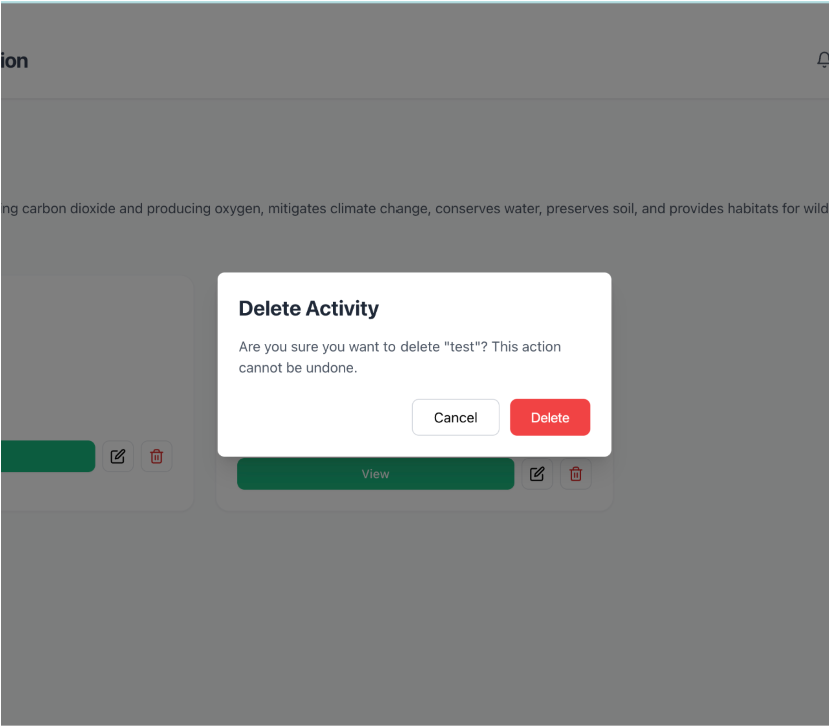 ion
ng carbon dioxide and producing oxygen, mitigates climate change, conserves water, preserves soil, and provides habitats for wild
Delete Activity
Are you sure you want to delete "test"? This action
cannot be undone.
Cancel
Delete
View